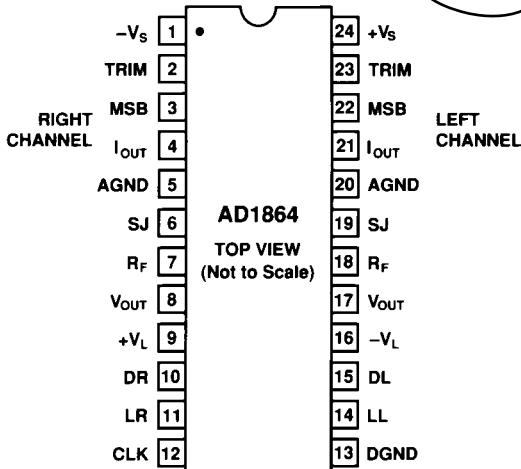 −VS 1 24 +VS
TRIM 2 23 TRIM
MSB 3 22 MSB
RIGHT CHANNEL
LEFT CHANNEL
IOUT 4 21 IOUT
AGND 5 20 AGND
AD1864
TOP VIEW
(Not to Scale)
SJ 6 19 SJ
RF 7 18 RF
VOUT 8 17 VOUT
+VL 9 16 −VL
DR 10 15 DL
LR 11 14 LL
CLK 12 13 DGND